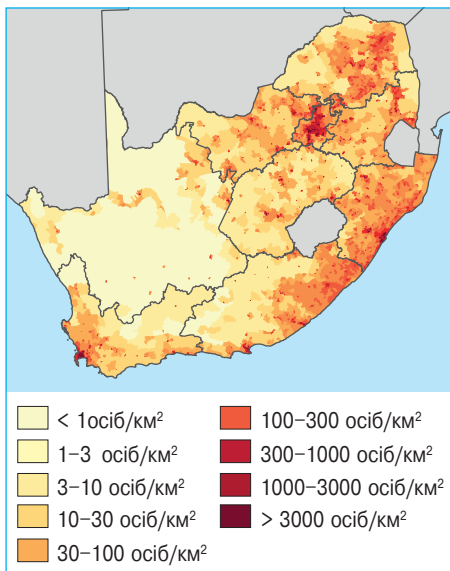 < 1осіб/км²
1–3 осіб/км²
3–10 осіб/км²
10–30 осіб/км²
30–100 осіб/км²
100–300 осіб/км²
300–1000 осіб/км²
1000–3000 осіб/км²
> 3000 осіб/км²